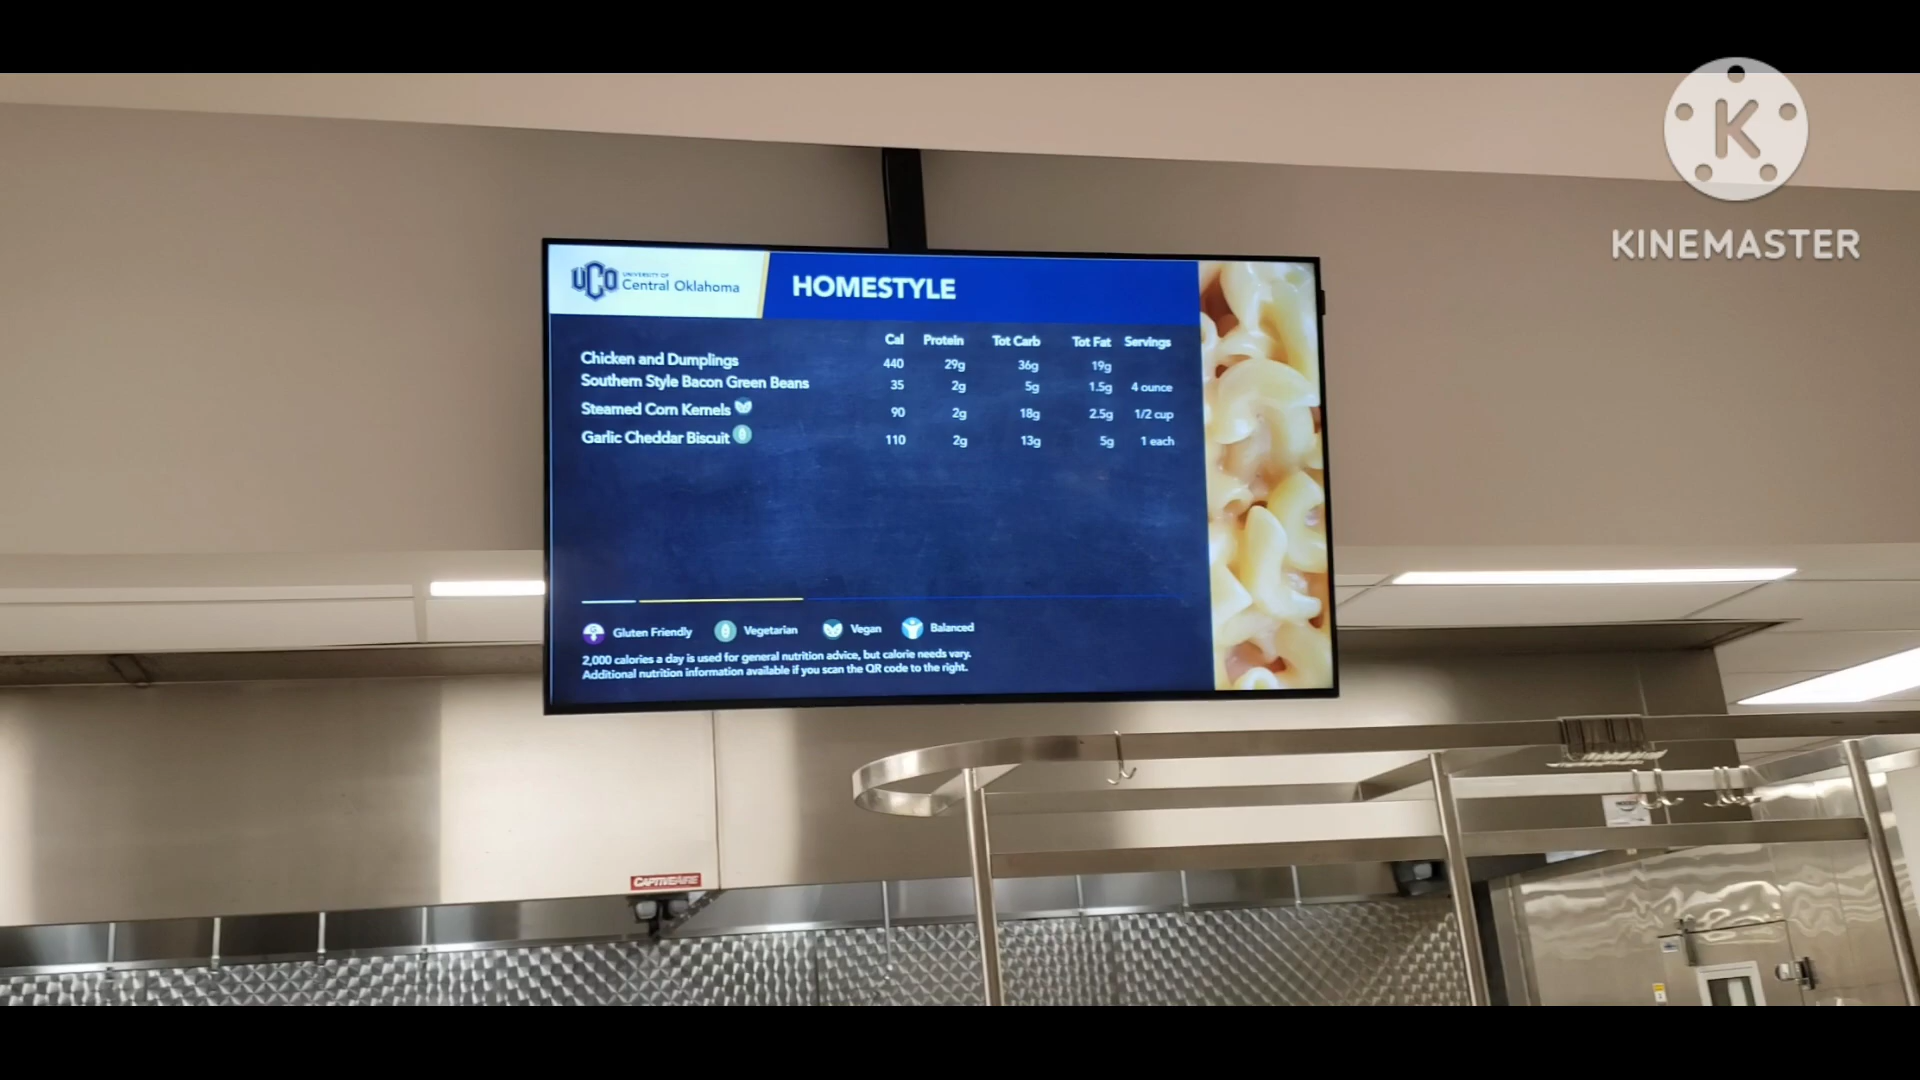 KINEMASTER
UCO UNIVERSITY OF Central Oklahoma
HOMESTYLE
Cal Protein Tot Carb Tot Fat Servings
Chicken and Dumplings 440 29g 36g 19g
Southern Style Bacon Green Beans 35 2g 5g 1.5g 4 ounce
Steamed Corn Kernels 90 2g 18g 2.5g 1/2 cup
Garlic Cheddar Biscuit 110 2g 13g 5g 1 each
Gluten Friendly Vegetarian Vegan Balanced
2,000 calories a day is used for general nutrition advice, but calorie needs vary.
Additional nutrition information available if you scan the QR code to the right.
CAPTIVEAIRE